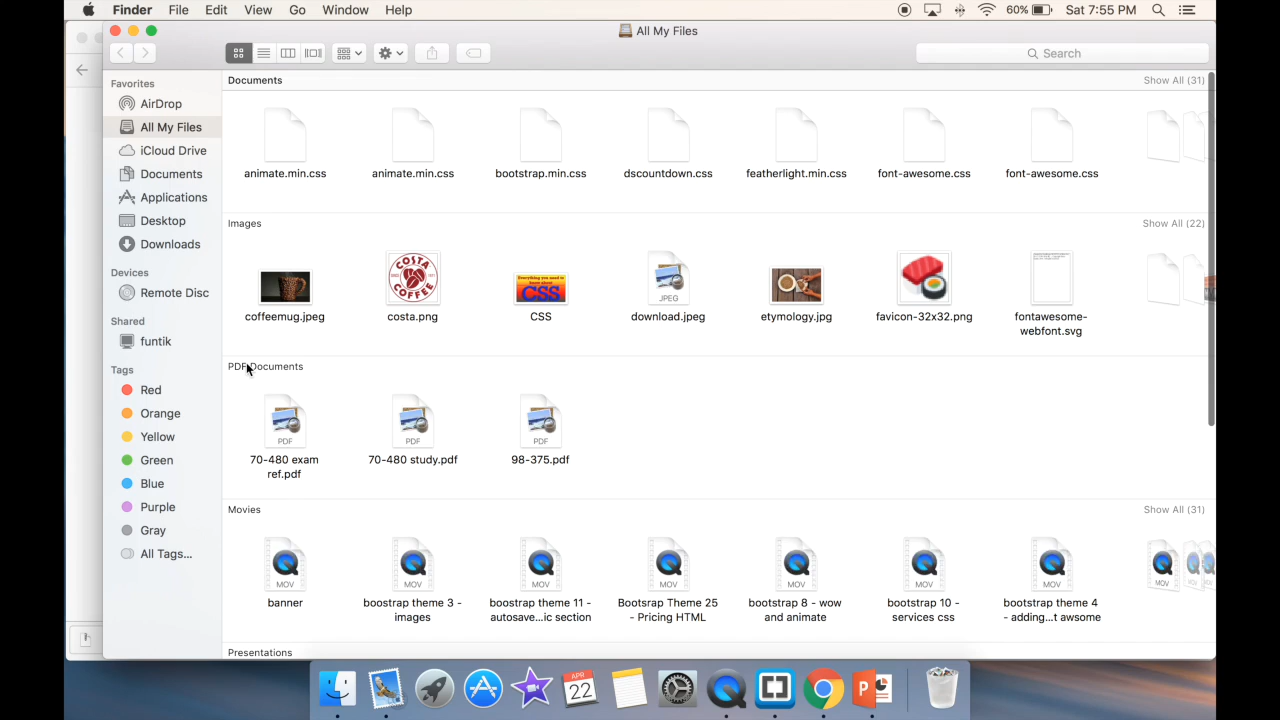 Finder File Edit View Go Window Help 60% Sat 7:55 PM
All My Files
Search
Favorites
AirDrop
All My Files
iCloud Drive
Documents
Applications
Desktop
Downloads
Devices
Remote Disc
Shared
funtik
Tags
Red
Orange
Yellow
Green
Blue
Purple
Gray
All Tags...
Documents Show All (31)
animate.min.css animate.min.css bootstrap.min.css dscountdown.css featherlight.min.css font-awesome.css font-awesome.css
Images Show All (22)
COSTA
COFFEE
Everything you need
to know about
CSS
JPEG
coffeemug.jpeg costa.png CSS download.jpeg etymology.jpg favicon-32x32.png fontawesome-
webfont.svg
PDF Documents
PDF PDF PDF
70-480 exam 70-480 study.pdf 98-375.pdf
ref.pdf
Movies Show All (31)
MOV MOV MOV MOV MOV MOV MOV MOV
banner boostrap theme 3 - boostrap theme 11 - Bootsrap Theme 25 bootstrap 8 - wow bootstrap 10 - bootstrap theme 4
images autosave...ic section - Pricing HTML and animate services css - adding...t awsome
Presentations
APR
22